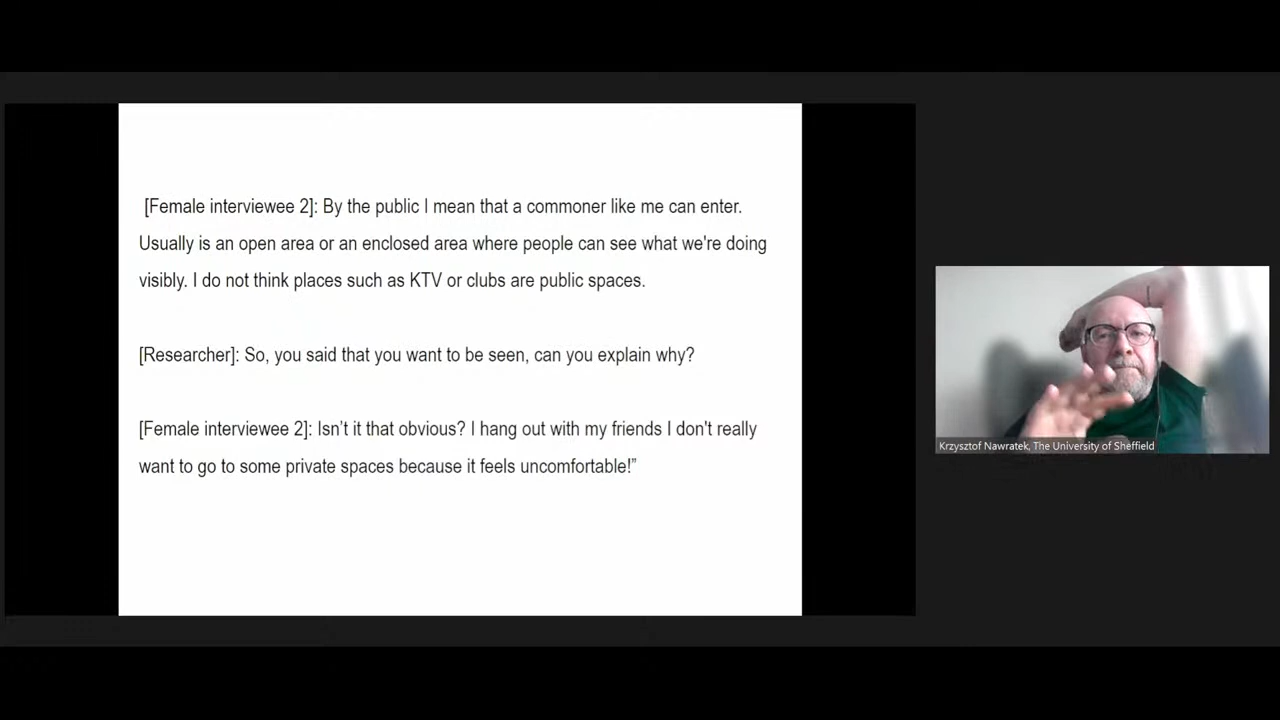 [Female interviewee 2]: By the public I mean that a commoner like me can enter.
Usually is an open area or an enclosed area where people can see what we're doing
visibly. I do not think places such as KTV or clubs are public spaces.
[Researcher]: So, you said that you want to be seen, can you explain why?
[Female interviewee 2]: Isn’t it that obvious? I hang out with my friends I don't really
want to go to some private spaces because it feels uncomfortable!”
Krzysztof Nawratek, The University of Sheffield